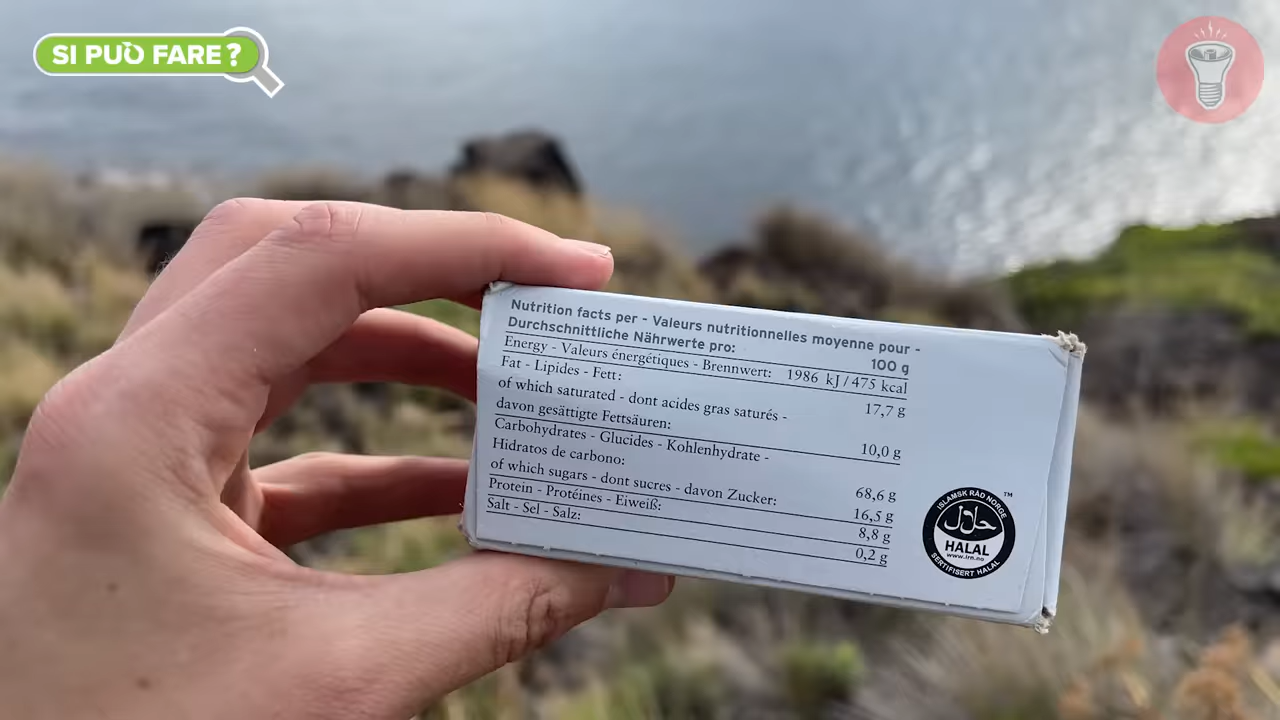 SI PUÒ FARE?
Nutrition facts per - Valeurs nutritionnelles moyenne pour -
Durchschnittliche Nährwerte pro: 100 g
Energy - Valeurs énergétiques - Brennwert: 1986 kJ / 475 kcal
Fat - Lipides - Fett: 17,7 g
of which saturated - dont acides gras saturés -
davon gesättigte Fettsäuren: 10,0 g
Carbohydrates - Glucides - Kohlenhydrate -
Hidratos de carbono: 68,6 g
of which sugars - dont sucres - davon Zucker: 16,5 g
Protein - Protéines - Eiweiß: 8,8 g
Salt - Sel - Salz: 0,2 g
ISLAMSK RÅD NORGE
TM
حلال
HALAL
www.irn.no
SERTIFISERT HALAL